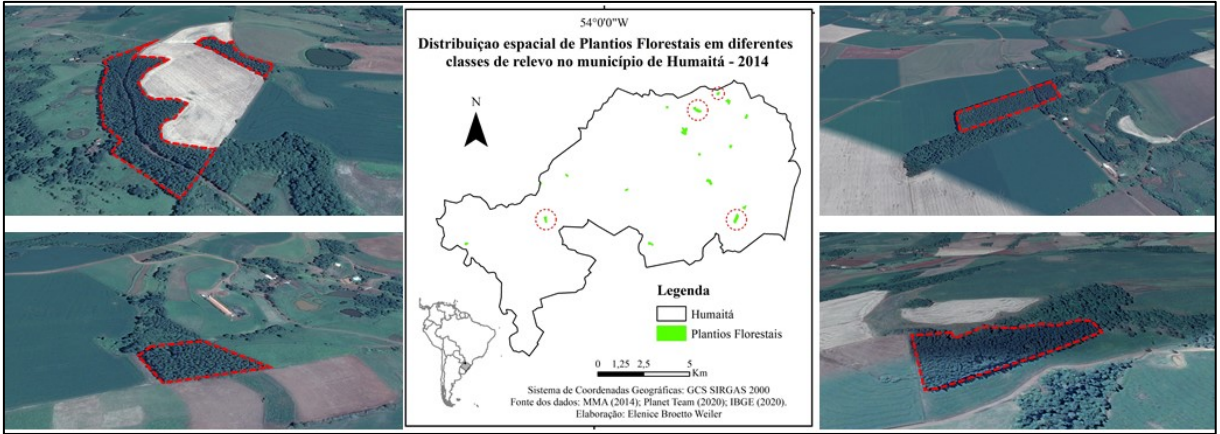 54°0'0"W
Distribuiçao espacial de Plantios Florestais em diferentes
classes de relevo no município de Humaitá - 2014
N
Legenda
Humaitá
Plantios Florestais
0 1,25 2,5 5
Km
Sistema de Coordenadas Geográficas: GCS SIRGAS 2000
Fonte dos dados: MMA (2014); Planet Team (2020); IBGE (2020).
Elaboração: Elenice Broetto Weiler